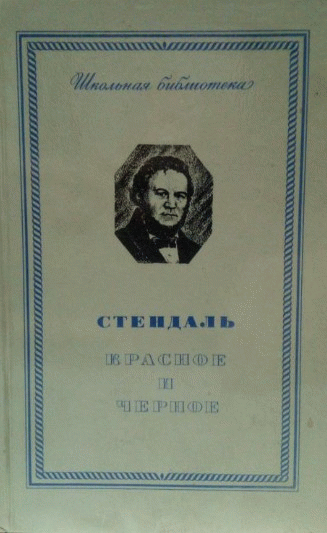 Школьная библиотека
СТЕНДАЛЬ
КРАСНОЕ
И
ЧЕРНОЕ